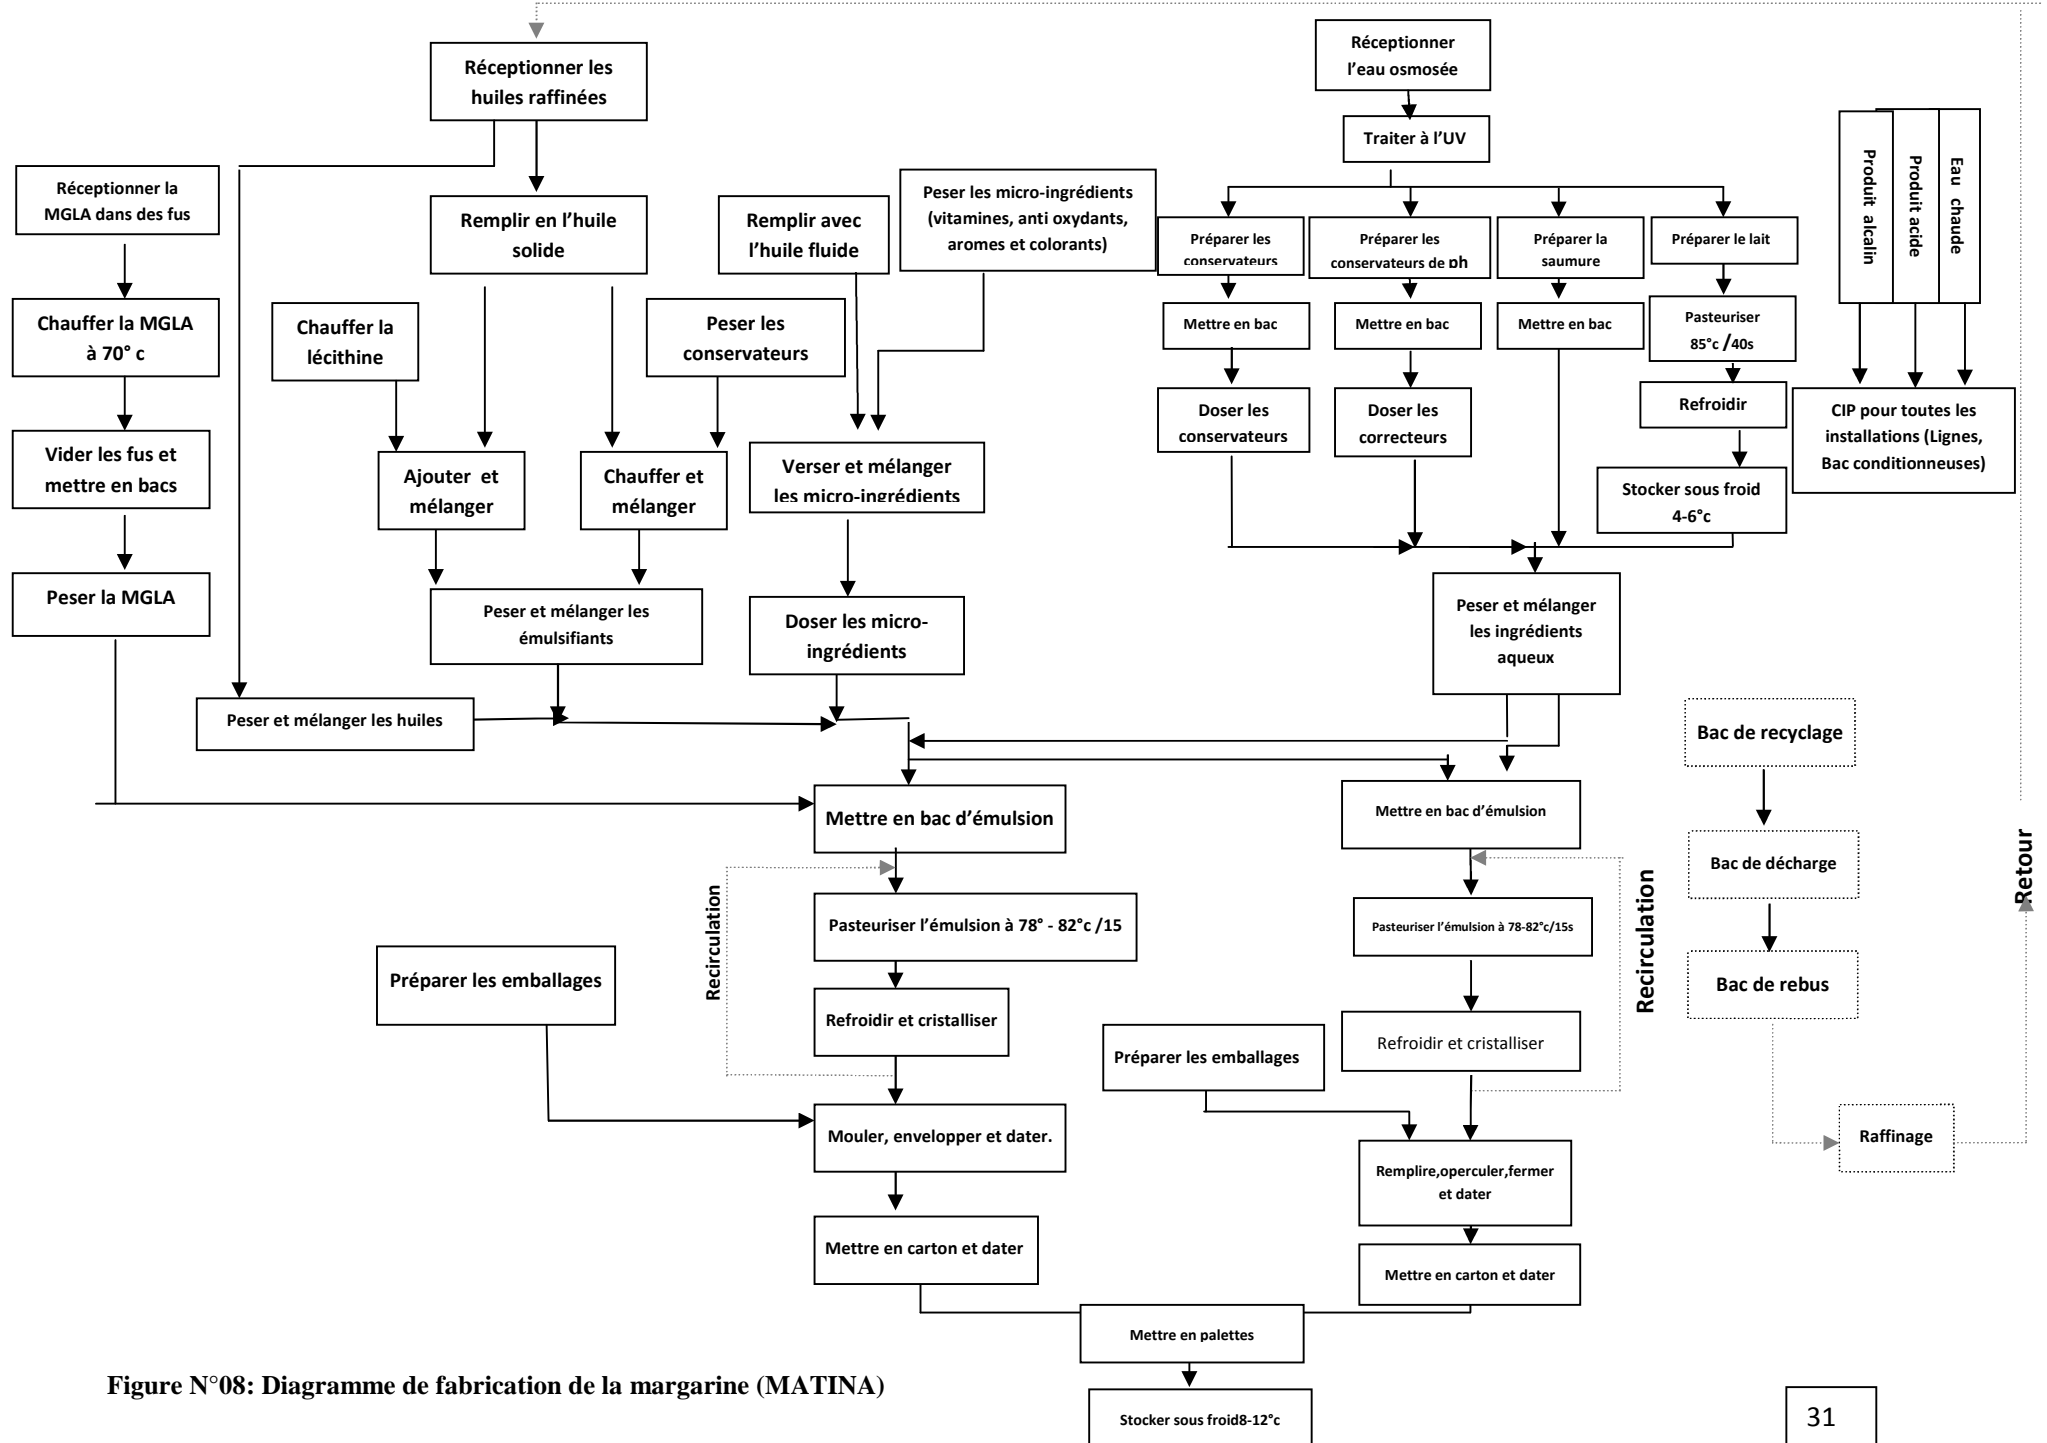 Réceptionner les
huiles raffinées
Réceptionner
l’eau osmosée
Traiter à l’UV
Produit alcalin
Produit acide
Eau chaude
Réceptionner la
MGLA dans des fus
Remplir en l’huile
solide
Remplir avec
l’huile fluide
Peser les micro-ingrédients
(vitamines, anti oxydants,
aromes et colorants)
Préparer les
conservateurs
Préparer les
conservateurs de ph
Préparer la
saumure
Préparer le lait
Chauffer la MGLA
à 70° c
Chauffer la
lécithine
Peser les
conservateurs
Mettre en bac
Mettre en bac
Mettre en bac
Pasteuriser
85°c /40s
Refroidir
Doser les
conservateurs
Doser les
correcteurs
CIP pour toutes les
installations (Lignes,
Bac conditionneuses)
Vider les fus et
mettre en bacs
Ajouter et
mélanger
Chauffer et
mélanger
Verser et mélanger
les micro-ingrédients
Stocker sous froid
4-6°c
Peser la MGLA
Peser et mélanger les
émulsifiants
Doser les micro-
ingrédients
Peser et mélanger
les ingrédients
aqueux
Peser et mélanger les huiles
Bac de recyclage
Mettre en bac d’émulsion
Mettre en bac d’émulsion
Bac de décharge
Retour
Recirculation
Pasteuriser l’émulsion à 78° - 82°c /15
Pasteuriser l’émulsion à 78-82°c/15s
Recirculation
Préparer les emballages
Bac de rebus
Refroidir et cristalliser
Préparer les emballages
Refroidir et cristalliser
Mouler, envelopper et dater.
Raffinage
Remplire,operculer,fermer
et dater
Mettre en carton et dater
Mettre en carton et dater
Mettre en palettes
Stocker sous froid8-12°c
Figure N°08: Diagramme de fabrication de la margarine (MATINA)
31